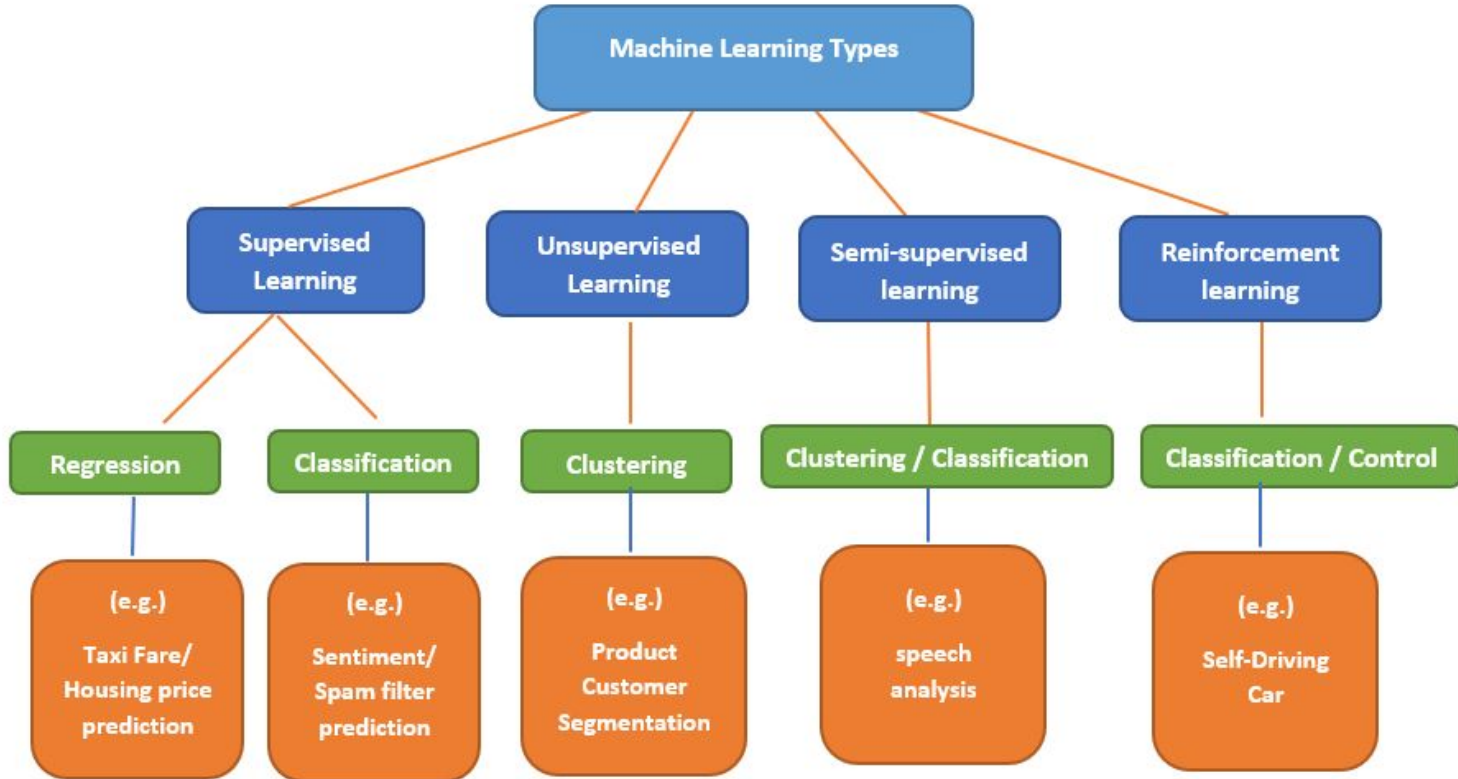 Machine Learning Types
Supervised
Learning
Unsupervised
Learning
Semi-supervised
learning
Reinforcement
learning
Regression
Classification
Clustering
Clustering / Classification
Classification / Control
(e.g.)
Taxi Fare/
Housing price
prediction
(e.g.)
Sentiment/
Spam filter
prediction
(e.g.)
Product
Customer
Segmentation
(e.g.)
speech
analysis
(e.g.)
Self-Driving
Car